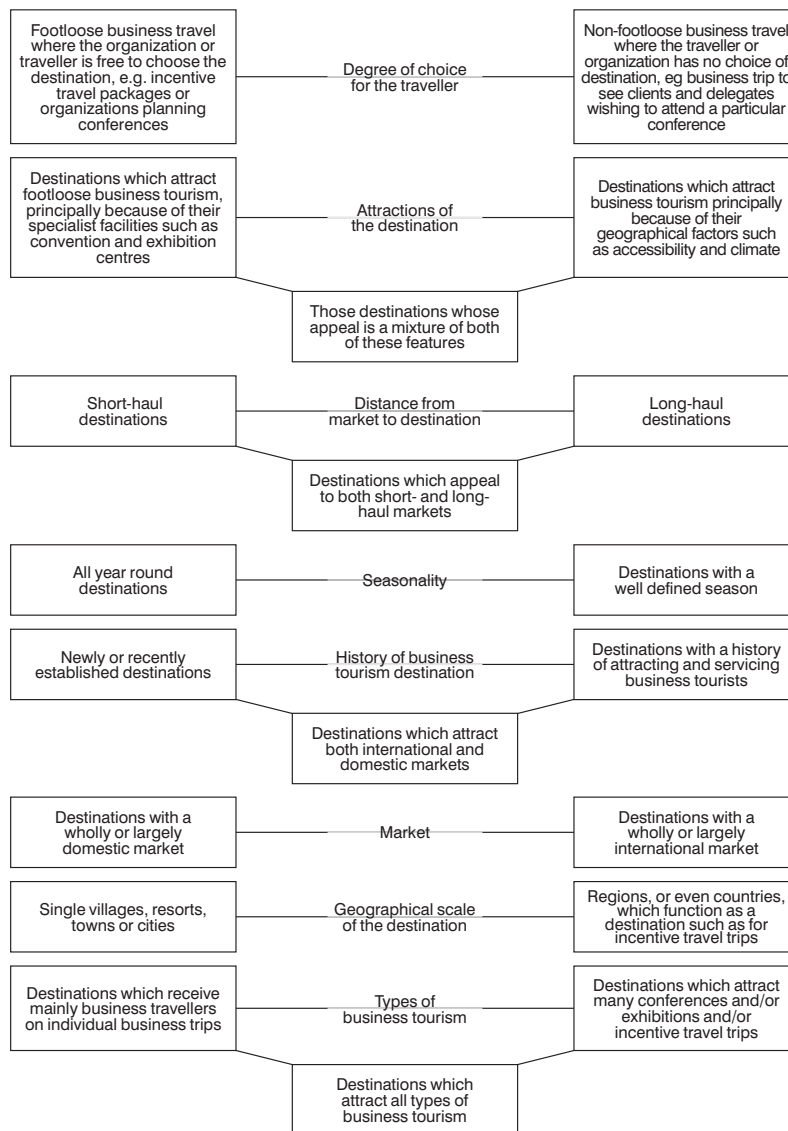 Footloose business travel
where the organization or
traveller is free to choose the
destination, e.g. incentive
travel packages or
organizations planning
conferences
Degree of choice
for the traveller
Non-footloose business travel
where the traveller or
organization has no choice of
destination, eg business trip to
see clients and delegates
wishing to attend a particular
conference
Destinations which attract
footloose business tourism,
principally because of their
specialist facilities such as
convention and exhibition
centres
Attractions of
the destination
Destinations which attract
business tourism principally
because of their
geographical factors such
as accessibility and climate
Those destinations whose
appeal is a mixture of both
of these features
Short-haul
destinations
Distance from
market to destination
Long-haul
destinations
Destinations which appeal
to both short- and long-
haul markets
All year round
destinations
Seasonality
Destinations with a
well defined season
Newly or recently
established destinations
History of business
tourism destination
Destinations with a history
of attracting and servicing
business tourists
Destinations which attract
both international and
domestic markets
Destinations with a
wholly or largely
domestic market
Market
Destinations with a
wholly or largely
international market
Single villages, resorts,
towns or cities
Geographical scale
of the destination
Regions, or even countries,
which function as a
destination such as for
incentive travel trips
Destinations which receive
mainly business travellers
on individual business trips
Types of
business tourism
Destinations which attract
many conferences and/or
exhibitions and/or
incentive travel trips
Destinations which
attract all types of
business tourism